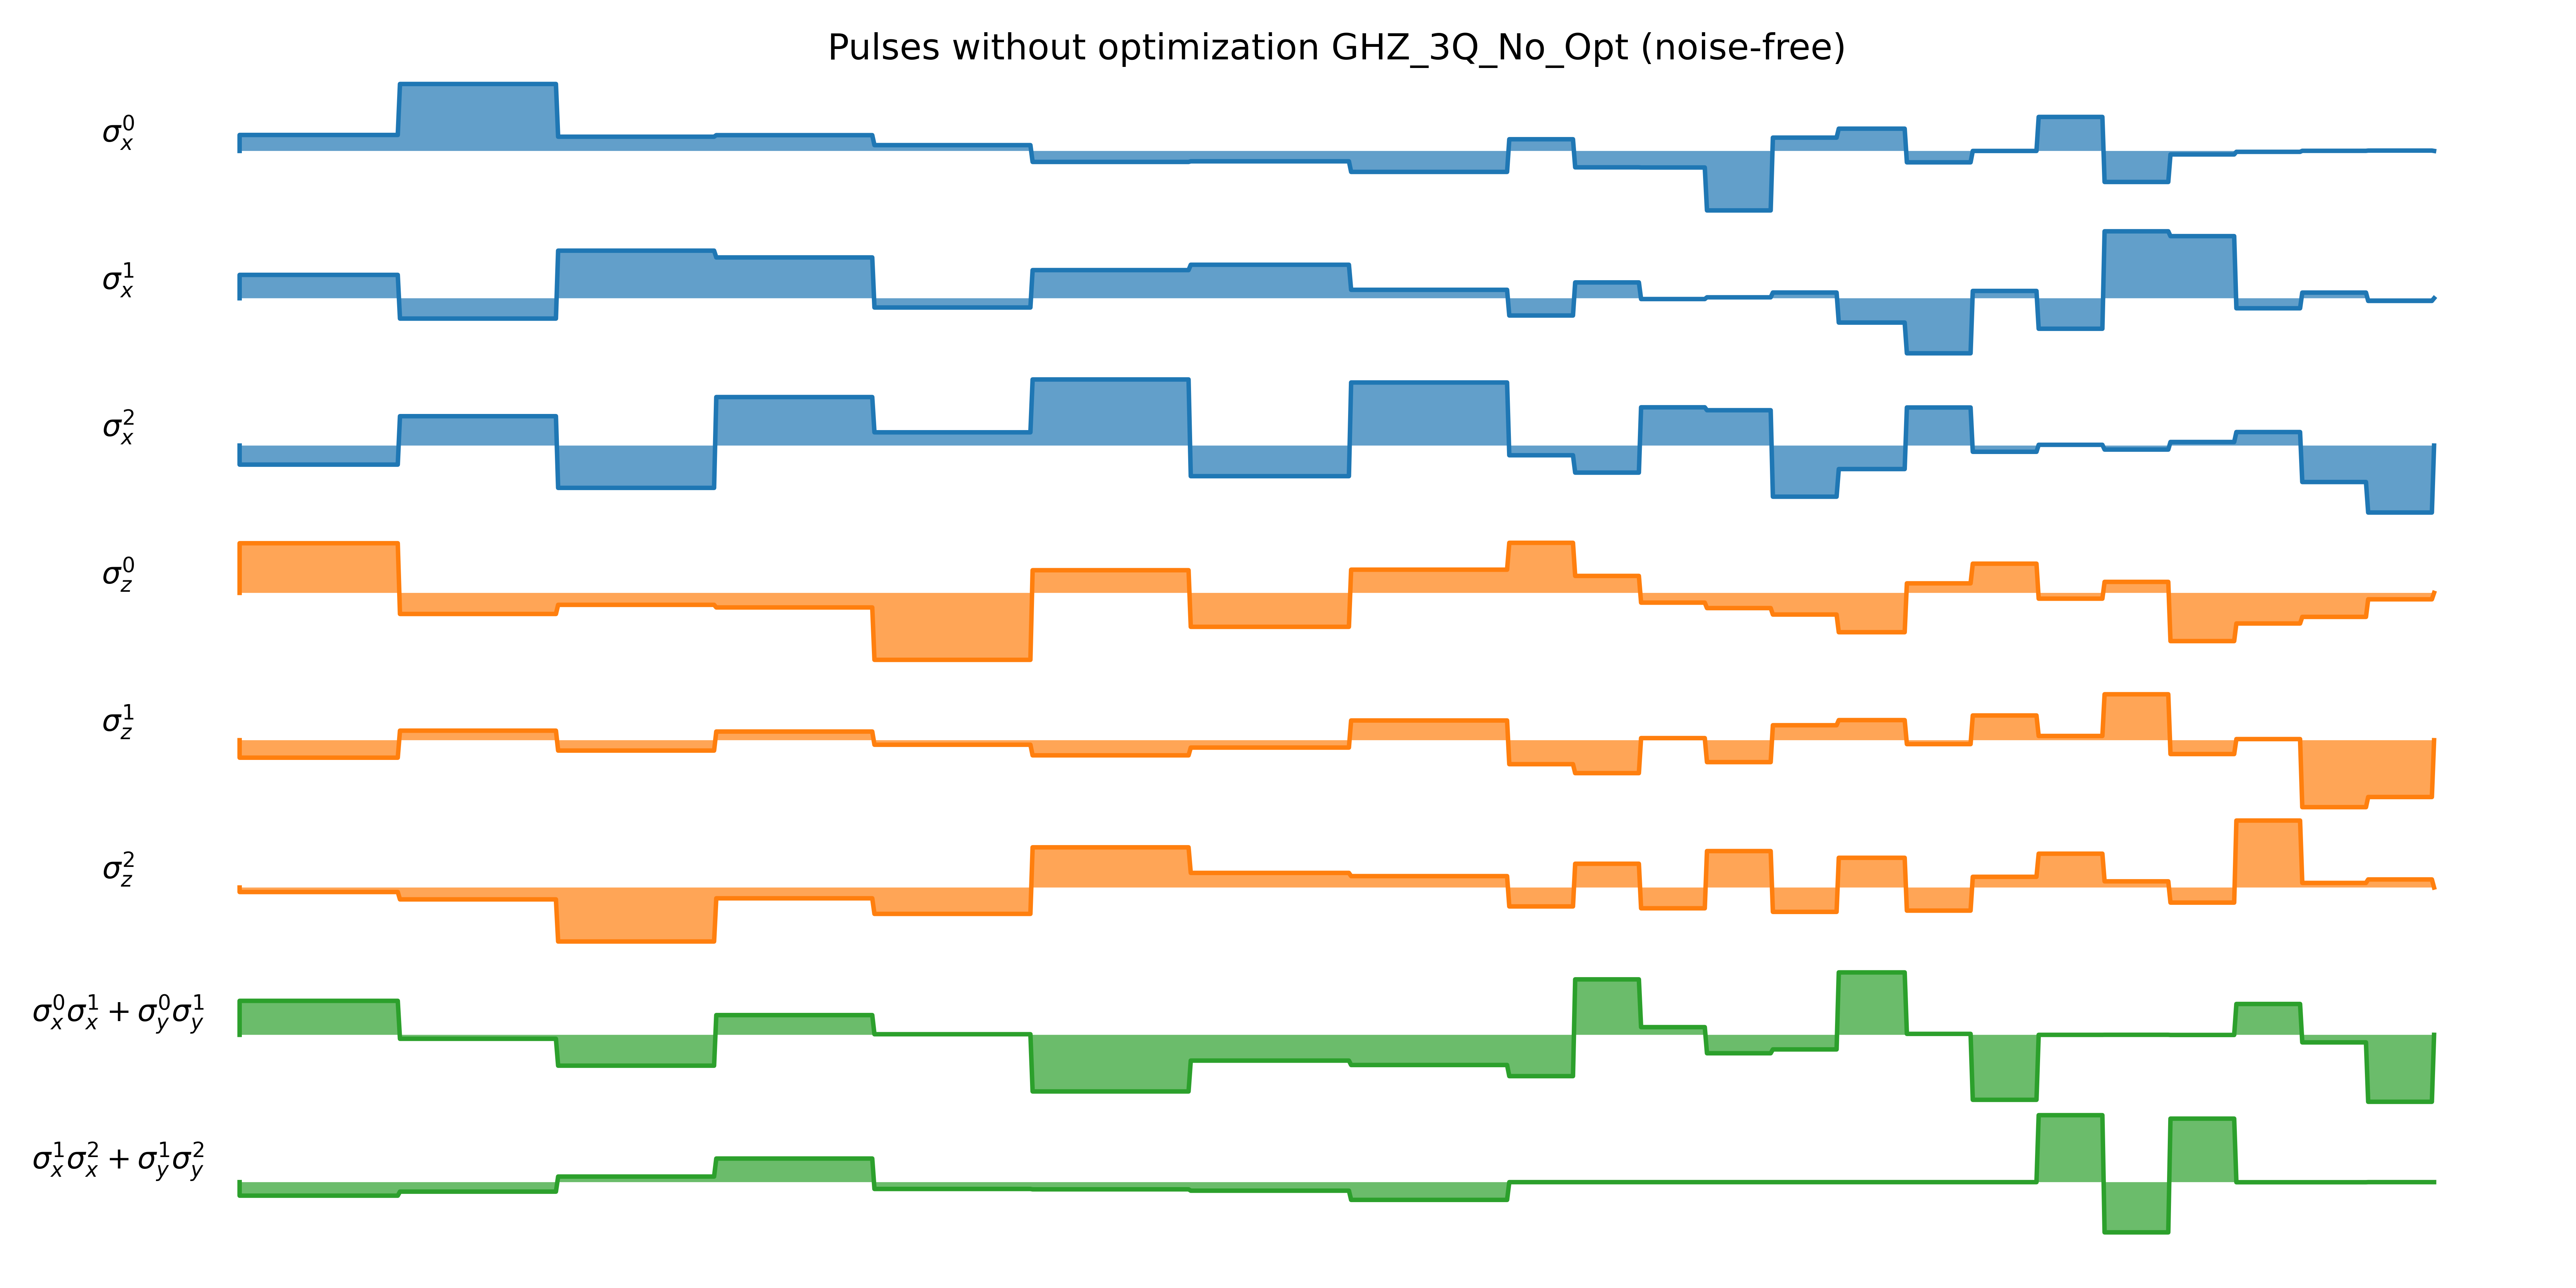 Pulses without optimization GHZ_3Q_No_Opt (noise-free)
σ_x^0
σ_x^1
σ_x^2
σ_z^0
σ_z^1
σ_z^2
σ_x^0σ_x^1 + σ_y^0σ_y^1
σ_x^1σ_x^2 + σ_y^1σ_y^2